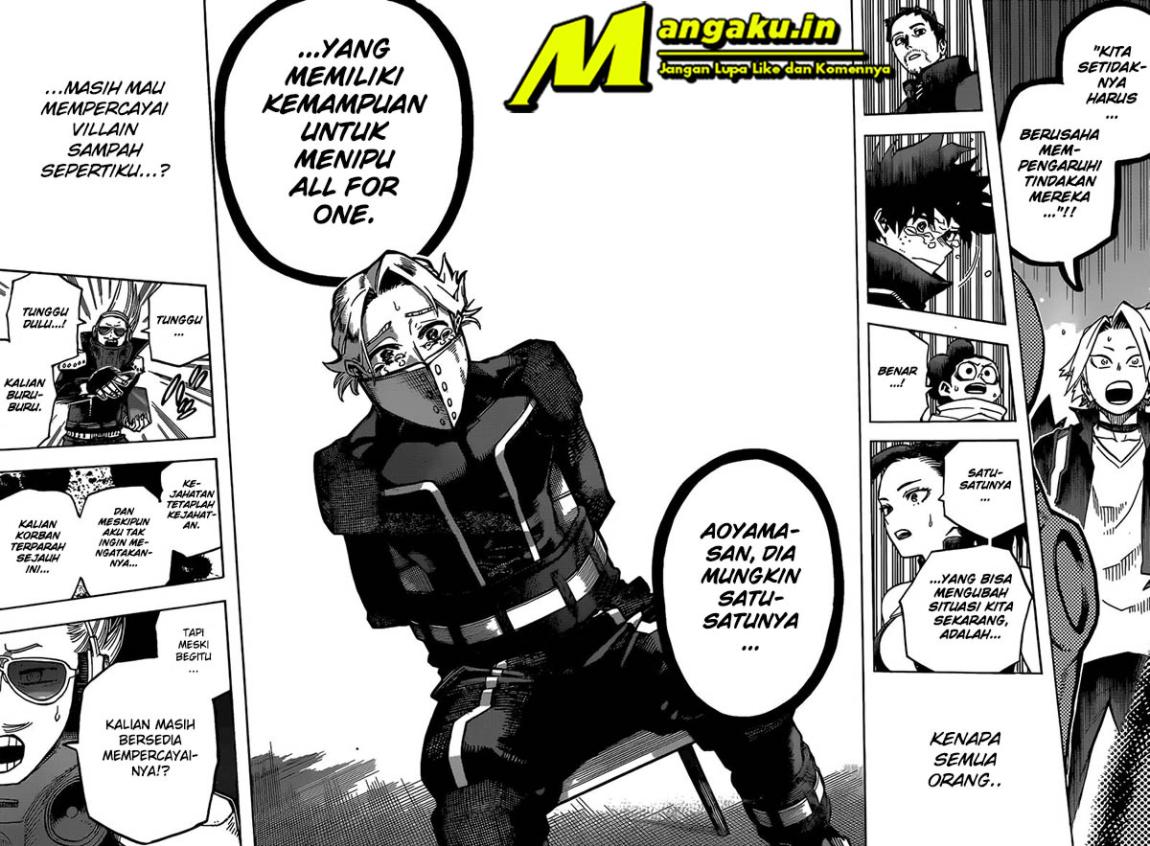 Mangaku.in
Jangan Lupa Like dan Komennya
"KITA
SETIDAK-
NYA
HARUS
...
BERUSAHA
MEM-
PENGARUHI
TINDAKAN
MEREKA
..."!!
BENAR
...!
SATU-
SATUNYA
...
...YANG BISA
MENGUBAH
SITUASI KITA
SEKARANG,
ADALAH...
KENAPA
SEMUA
ORANG..
AOYAMA-
SAN, DIA
MUNGKIN
SATU-
SATUNYA
...
...YANG
MEMILIKI
KEMAMPUAN
UNTUK
MENIPU
ALL FOR
ONE.
...MASIH MAU
MEMPERCAYAI
VILLAIN
SAMPAH
SEPERTIKU...?
TUNGGU
...
TUNGGU
DULU...!
KALIAN
BURU-
BURU.
KE-
JAHATAN
TETAPLAH
KEJAHAT-
AN.
DAN
MESKIPUN
AKU TAK
INGIN ME-
NGATAKAN-
NYA...
KALIAN
KORBAN
TERPARAH
SEJAUH
INI...
TAPI
MESKI
BEGITU
...
KALIAN MASIH
BERSEDIA
MEMPERCAYAI-
NYA!?